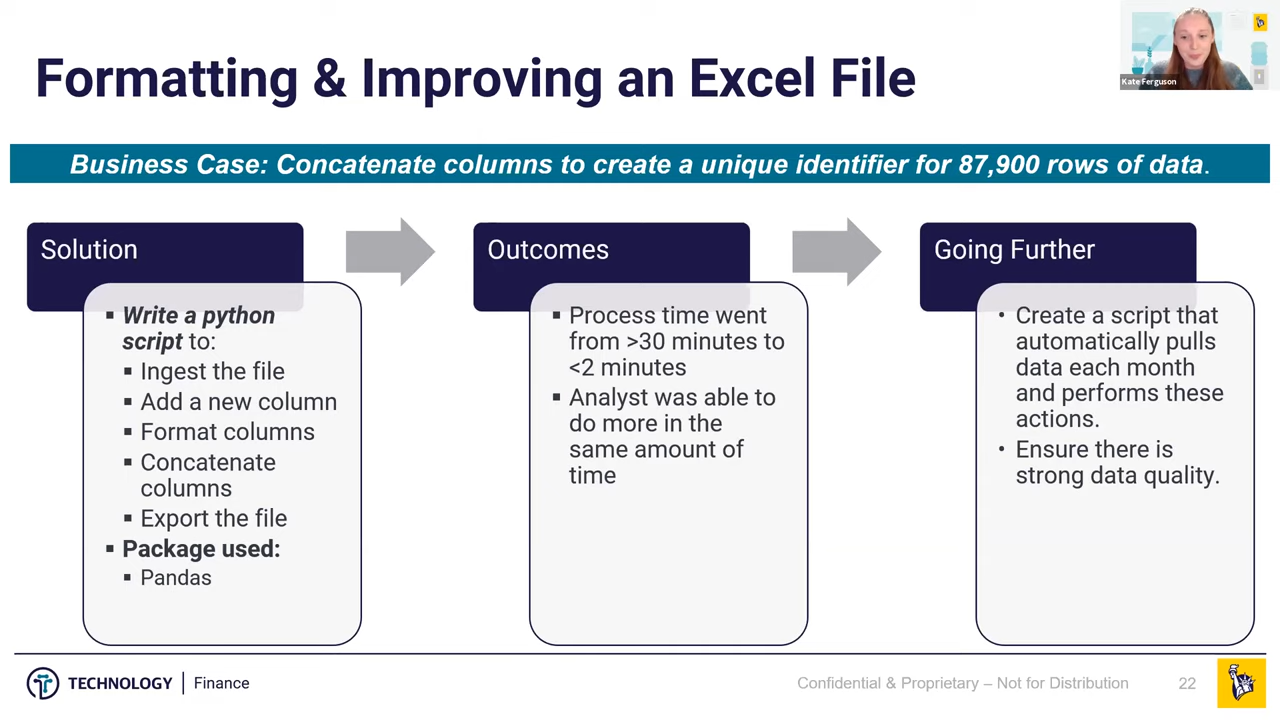 Formatting & Improving an Excel File
Kate Ferguson
Business Case: Concatenate columns to create a unique identifier for 87,900 rows of data.
Solution
▪ Write a python
script to:
▪ Ingest the file
▪ Add a new column
▪ Format columns
▪ Concatenate
columns
▪ Export the file
▪ Package used:
▪ Pandas
Outcomes
▪ Process time went
from >30 minutes to
<2 minutes
▪ Analyst was able to
do more in the
same amount of
time
Going Further
• Create a script that
automatically pulls
data each month
and performs these
actions.
• Ensure there is
strong data quality.
TECHNOLOGY | Finance
Confidential & Proprietary – Not for Distribution
22